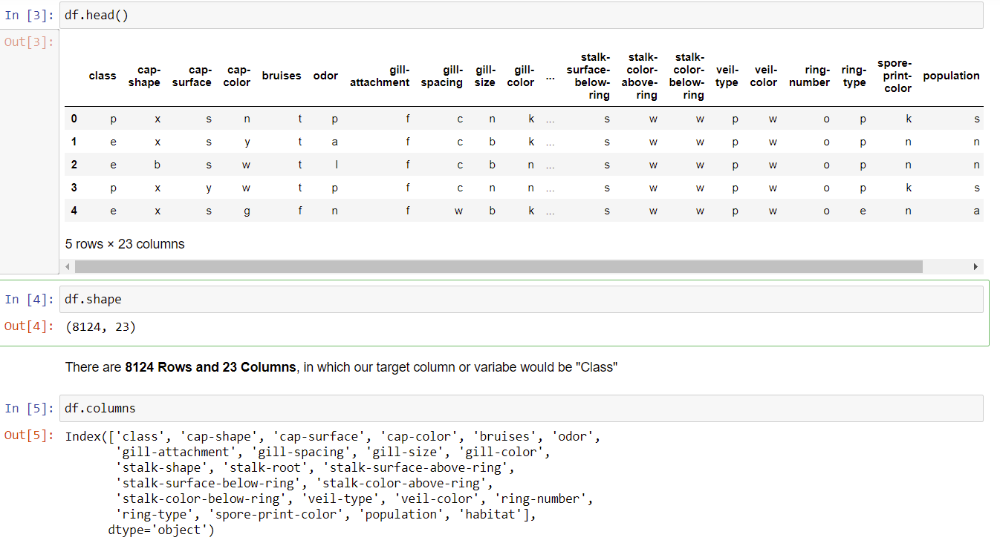 In [3]: df.head()
Out[3]:
class cap-shape cap-surface cap-color bruises odor gill-attachment gill-spacing gill-size gill-color ... stalk-surface-below-ring stalk-color-above-ring stalk-color-below-ring veil-type veil-color ring-number ring-type spore-print-color population
0 p x s n t p f c n k ... s w w p w o p k s
1 e x s y t a f c b k ... s w w p w o p n n
2 e b s w t l f c b n ... s w w p w o p n n
3 p x y w t p f c n n ... s w w p w o p k s
4 e x s g f n f w b k ... s w w p w o e n a
5 rows × 23 columns
In [4]: df.shape
Out[4]: (8124, 23)
There are 8124 Rows and 23 Columns, in which our target column or variabe would be "Class"
In [5]: df.columns
Out[5]: Index(['class', 'cap-shape', 'cap-surface', 'cap-color', 'bruises', 'odor',
'gill-attachment', 'gill-spacing', 'gill-size', 'gill-color',
'stalk-shape', 'stalk-root', 'stalk-surface-above-ring',
'stalk-surface-below-ring', 'stalk-color-above-ring',
'stalk-color-below-ring', 'veil-type', 'veil-color', 'ring-number',
'ring-type', 'spore-print-color', 'population', 'habitat'],
dtype='object')